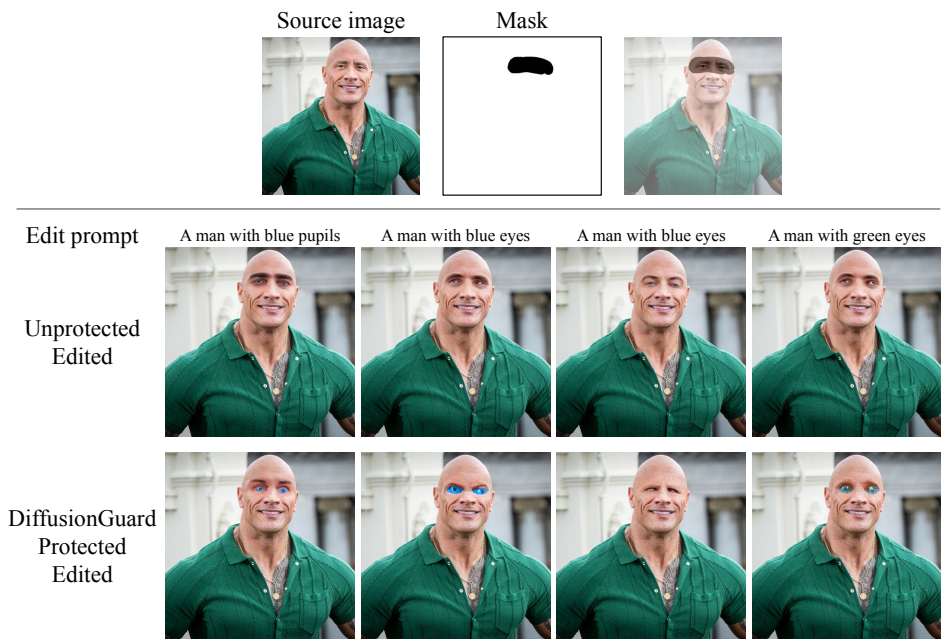 Source image
Mask
Edit prompt
A man with blue pupils
A man with blue eyes
A man with blue eyes
A man with green eyes
Unprotected
Edited
DiffusionGuard
Protected
Edited